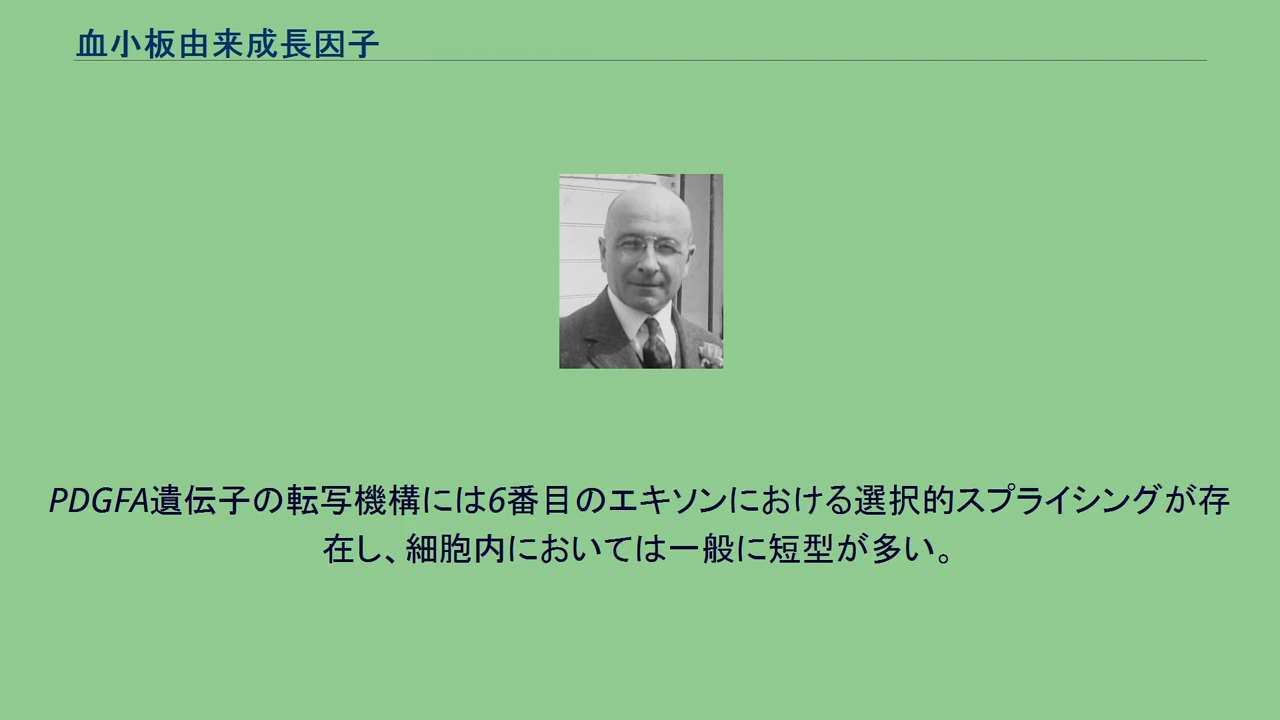 血小板由来成長因子
PDGFA遺伝子の転写機構には6番目のエキソンにおける選択的スプライシングが存
在し、細胞内においては一般に短型が多い。